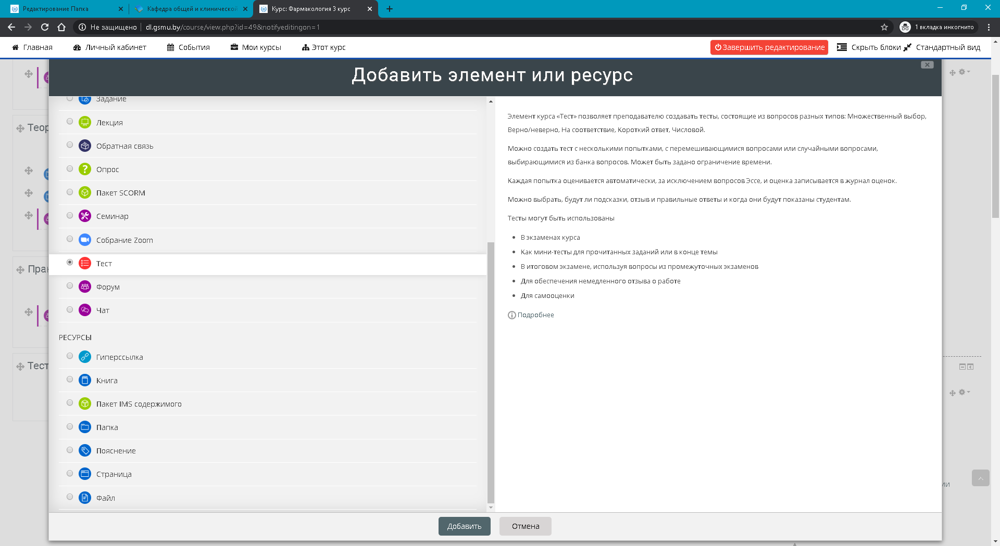 Редактирование Папка
Кафедра общей и клинической
Курс: Фармакология 3 курс
Не защищено
dl.gsmu.by/course/view.php?id=49&notifyeditingon=1
1 вкладка инкогнито
Главная
Личный кабинет
События
Мои курсы
Этот курс
Завершить редактирование
Скрыть блоки
Стандартный вид
Добавить элемент или ресурс
Задание
Лекция
Обратная связь
Опрос
Пакет SCORM
Семинар
Собрание Zoom
Тест
Форум
Чат
РЕСУРСЫ
Гиперссылка
Книга
Пакет IMS содержимого
Папка
Пояснение
Страница
Файл
Элемент курса «Тест» позволяет преподавателю создавать тесты, состоящие из вопросов разных типов: Множественный выбор,
Верно/неверно, На соответствие, Короткий ответ, Числовой.
Можно создать тест с несколькими попытками, с перемешивающимися вопросами или случайными вопросами,
выбирающимися из банка вопросов. Может быть задано ограничение времени.
Каждая попытка оценивается автоматически, за исключением вопросов Эссе, и оценка записывается в журнал оценок.
Можно выбрать, будут ли подсказки, отзыв и правильные ответы и когда они будут показаны студентам.
Тесты могут быть использованы
В экзаменах курса
Как мини-тесты для прочитанных заданий или в конце темы
В итоговом экзамене, используя вопросы из промежуточных экзаменов
Для обеспечения немедленного отзыва о работе
Для самооценки
Подробнее
Теор
Прак
Тест
ии
Добавить
Отмена